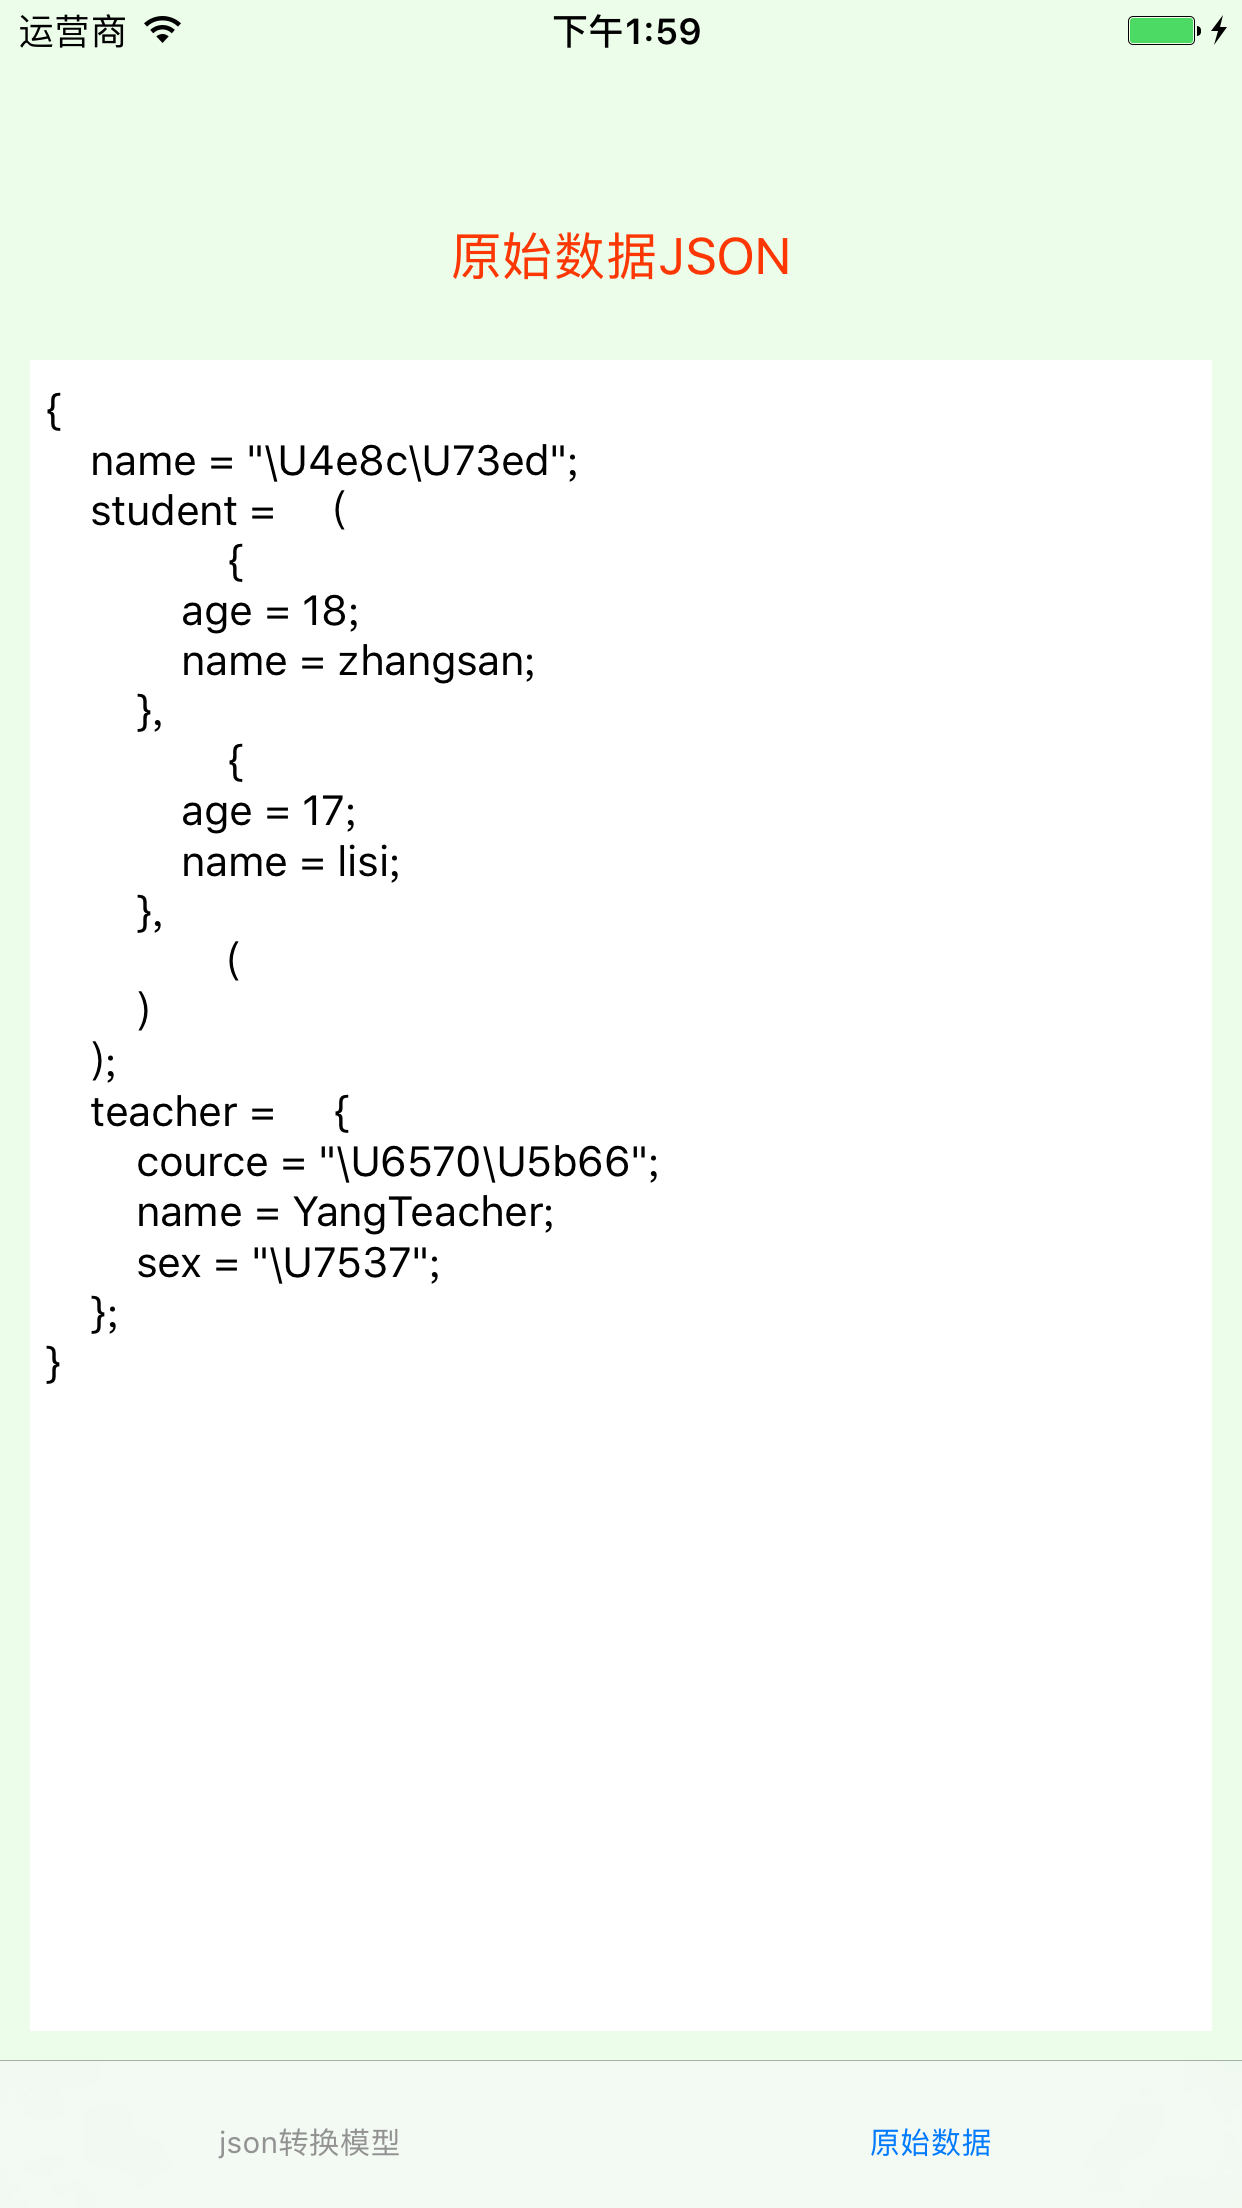 运营商 下午1:59
原始数据JSON
{
    name = "\U4e8c\U73ed";
    student =     (
                {
            age = 18;
            name = zhangsan;
        },
                {
            age = 17;
            name = lisi;
        },
                (
        )
    );
    teacher =     {
        cource = "\U6570\U5b66";
        name = YangTeacher;
        sex = "\U7537";
    };
}
json转换模型 原始数据